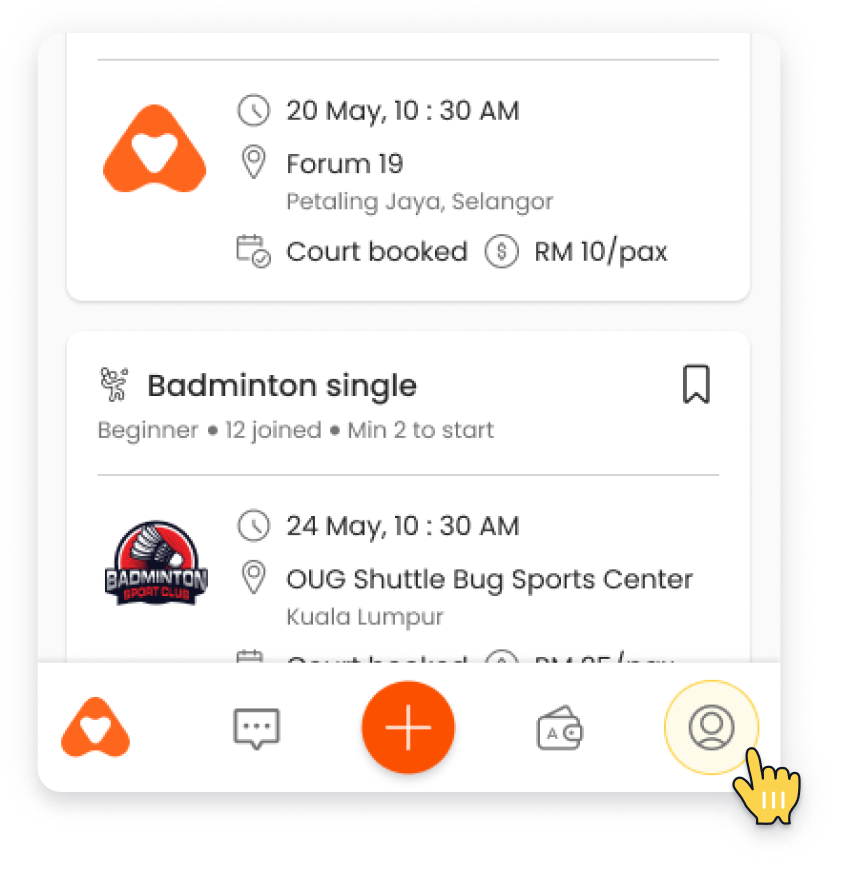 20 May, 10 : 30 AM
Forum 19
Petaling Jaya, Selangor
Court booked $ RM 10/pax
Badminton single
Beginner • 12 joined • Min 2 to start
24 May, 10 : 30 AM
BADMINTON
SPORT CLUB
OUG Shuttle Bug Sports Center
Kuala Lumpur
Court booked
A